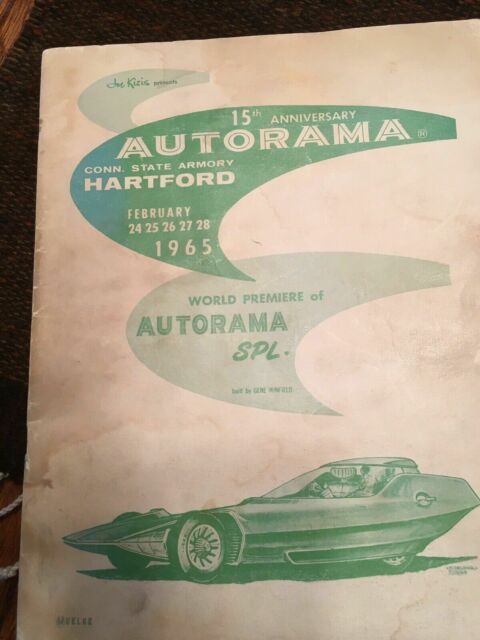 Joe Kizis presents
15th ANNIVERSARY
AUTORAMA ®
CONN. STATE ARMORY
HARTFORD
FEBRUARY
24 25 26 27 28
1965
WORLD PREMIERE of
AUTORAMA
SPL.
built by GENE WINFIELD